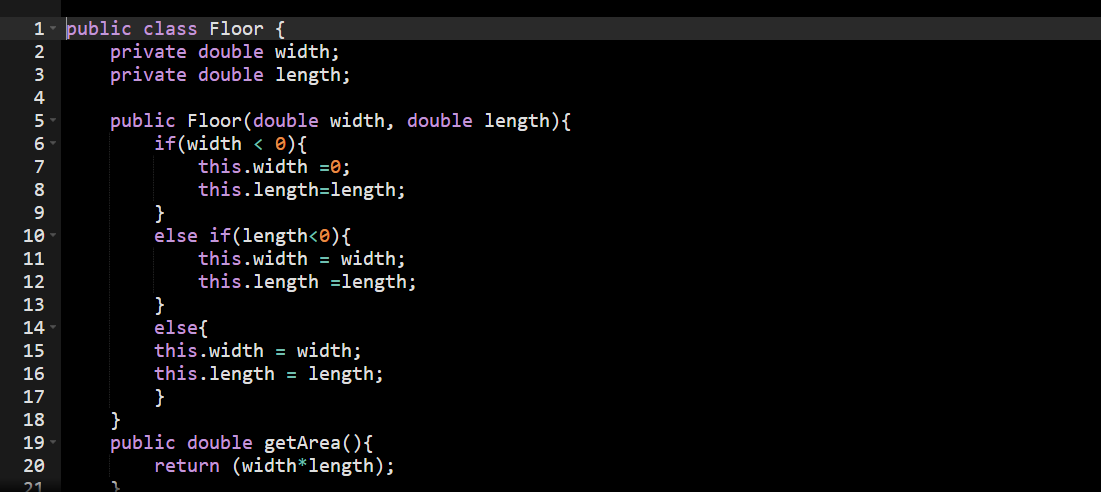 1 public class Floor {
2 private double width;
3 private double length;
4
5 public Floor(double width, double length){
6 if(width < 0){
7 this.width =0;
8 this.length=length;
9 }
10 else if(length<0){
11 this.width = width;
12 this.length =length;
13 }
14 else{
15 this.width = width;
16 this.length = length;
17 }
18 }
19 public double getArea(){
20 return (width*length);
21 }